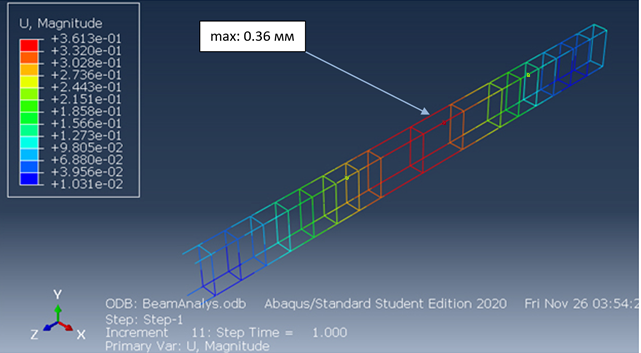 U, Magnitude
+3.613e-01
+3.320e-01
+3.028e-01
+2.736e-01
+2.443e-01
+2.151e-01
+1.858e-01
+1.566e-01
+1.273e-01
+9.805e-02
+6.880e-02
+3.956e-02
+1.031e-02
max: 0.36 мм
Y
Z
X
ODB: BeamAnalys.odb Abaqus/Standard Student Edition 2020 Fri Nov 26 03:54:2
Step: Step-1
Increment 11: Step Time = 1.000
Primary Var: U, Magnitude